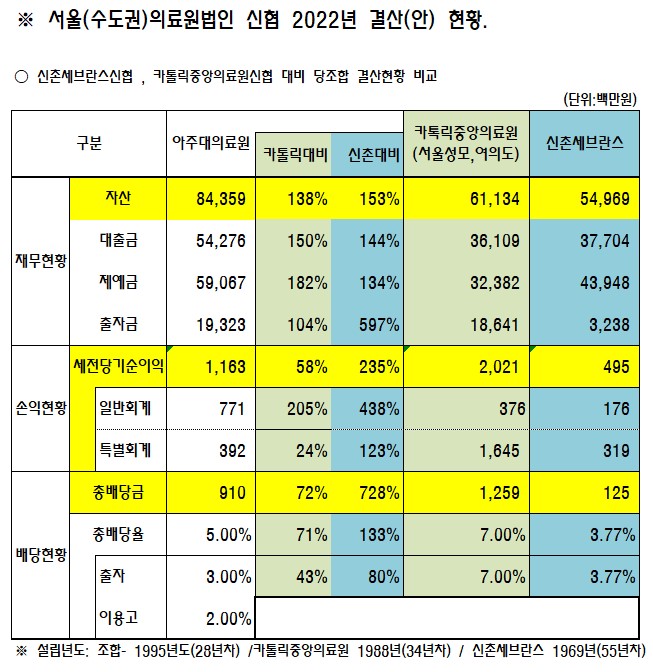 ※ 서울(수도권)의료원법인 신협 2022년 결산(안) 현황.
○ 신촌세브란스신협 , 카톨릭중앙의료원신협 대비 당조합 결산현황 비교
(단위:백만원)
구분 아주대의료원 카톨릭대비 신촌대비 카톡릭중앙의료원 (서울성모,여의도) 신촌세브란스
재무현황
자산 84,359 138% 153% 61,134 54,969
대출금 54,276 150% 144% 36,109 37,704
제예금 59,067 182% 134% 32,382 43,948
출자금 19,323 104% 597% 18,641 3,238
손익현황
세전당기순이익 1,163 58% 235% 2,021 495
일반회계 771 205% 438% 376 176
특별회계 392 24% 123% 1,645 319
배당현황
총배당금 910 72% 728% 1,259 125
총배당율 5.00% 71% 133% 7.00% 3.77%
출자 3.00% 43% 80% 7.00% 3.77%
이용고 2.00%
※ 설립년도: 조합- 1995년도(28년차) /카톨릭중앙의료원 1988년(34년차) / 신촌세브란스 1969년(55년차)